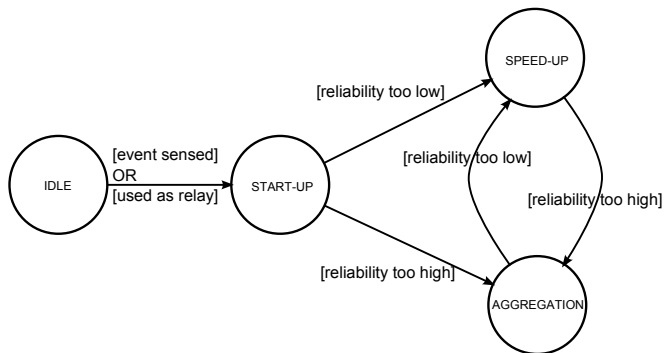 SPEED-UP
[reliability too low]
[event sensed]
OR
[used as relay]
IDLE
START-UP
[reliability too low]
[reliability too high]
[reliability too high]
AGGREGATION